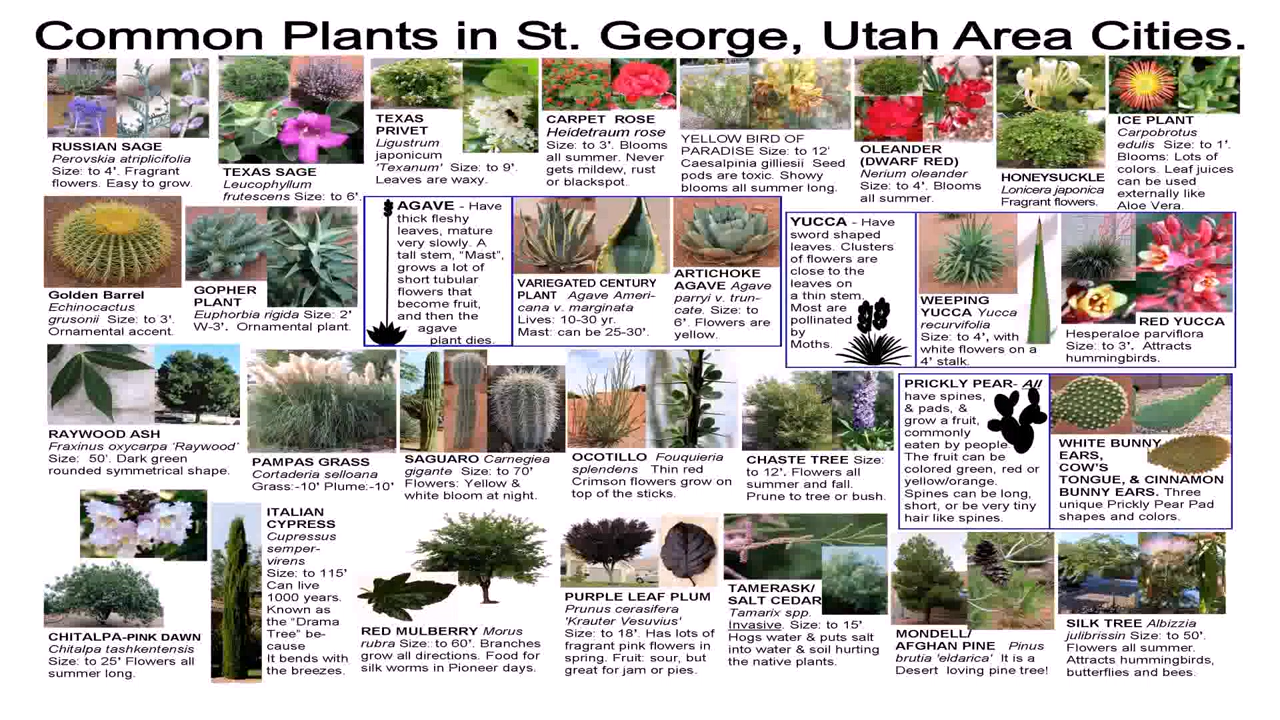 Common Plants in St. George, Utah Area Cities.
RUSSIAN SAGE
Perovskia atriplicifolia
Size: to 4'. Fragrant
flowers. Easy to grow.
TEXAS SAGE
Leucophyllum
frutescens Size: to 6'.
TEXAS
PRIVET
Ligustrum
japonicum
'Texanum' Size: to 9'.
Leaves are waxy.
CARPET ROSE
Heidetraum rose
Size: to 3'. Blooms
all summer. Never
gets mildew, rust
or blackspot.
YELLOW BIRD OF
PARADISE Size: to 12'
Caesalpinia gilliesii Seed
pods are toxic. Showy
blooms all summer long.
OLEANDER
(DWARF RED)
Nerium oleander
Size: to 4'. Blooms
all summer.
HONEYSUCKLE
Lonicera japonica
Fragrant flowers.
ICE PLANT
Carpobrotus
edulis Size: to 1'.
Blooms: Lots of
colors. Leaf juices
can be used
externally like
Aloe Vera.
Golden Barrel
Echinocactus
grusonii Size: to 3'.
Ornamental accent.
GOPHER
PLANT
Euphorbia rigida Size: 2'
W-3'. Ornamental plant.
AGAVE - Have
thick fleshy
leaves, mature
very slowly. A
tall stem, "Mast",
grows a lot of
short tubular
flowers that
become fruit,
and then the
agave
plant dies.
VARIEGATED CENTURY
PLANT Agave Ameri-
cana v. marginata
Lives: 10-30 yr.
Mast: can be 25-30'.
ARTICHOKE
AGAVE Agave
parryi v. trun-
cate. Size: to
6'. Flowers are
yellow.
YUCCA - Have
sword shaped
leaves. Clusters
of flowers are
close to the
leaves on
a thin stem.
Most are
pollinated
by
Moths.
WEEPING
YUCCA Yucca
recurvifolia
Size: to 4', with
white flowers on a
4' stalk.
RED YUCCA
Hesperaloe parviflora
Size: to 3'. Attracts
hummingbirds.
RAYWOOD ASH
Fraxinus oxycarpa 'Raywood'
Size: 50'. Dark green
rounded symmetrical shape.
PAMPAS GRASS
Cortaderia selloana
Grass:-10' Plume:-10'
SAGUARO Carnegiea
gigante Size: to 70'
Flowers: Yellow &
white bloom at night.
OCOTILLO Fouquieria
splendens Thin red
Crimson flowers grow on
top of the sticks.
CHASTE TREE Size:
to 12'. Flowers all
summer and fall.
Prune to tree or bush.
PRICKLY PEAR- All
have spines,
& pads, &
grow a fruit,
commonly
eaten by people.
The fruit can be
colored green, red or
yellow/orange.
Spines can be long,
short, or be very tiny
hair like spines.
WHITE BUNNY
EARS,
COW'S
TONGUE, & CINNAMON
BUNNY EARS. Three
unique Prickly Pear Pad
shapes and colors.
CHITALPA-PINK DAWN
Chitalpa tashkentensis
Size: to 25' Flowers all
summer long.
ITALIAN
CYPRESS
Cupressus
semper-
virens
Size: to 115'
Can live
1000 years.
Known as
the "Drama
Tree" be-
cause
It bends with
the breezes.
RED MULBERRY Morus
rubra Size: to 60'. Branches
grow all directions. Food for
silk worms in Pioneer days.
PURPLE LEAF PLUM
Prunus cerasifera
'Krauter Vesuvius'
Size: to 18'. Has lots of
fragrant pink flowers in
spring. Fruit: sour, but
great for jam or pies.
TAMERASK/
SALT CEDAR
Tamarix spp.
Invasive. Size: to 15'.
Hogs water & puts salt
into water & soil hurting
the native plants.
MONDELL/
AFGHAN PINE Pinus
brutia 'eldarica' It is a
Desert loving pine tree!
SILK TREE Albizzia
julibrissin Size: to 50'.
Flowers all summer.
Attracts hummingbirds,
butterflies and bees.